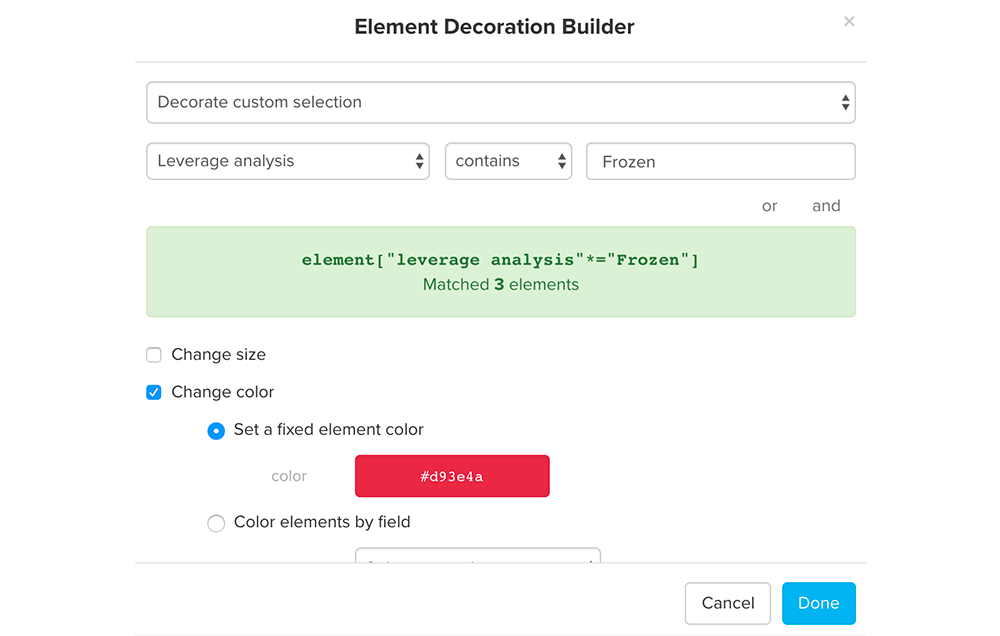 Element Decoration Builder ×
Decorate custom selection
Leverage analysis contains Frozen
or and
element["leverage analysis"*="Frozen"]
Matched 3 elements
Change size
Change color
Set a fixed element color
color #d93e4a
Color elements by field
Cancel Done